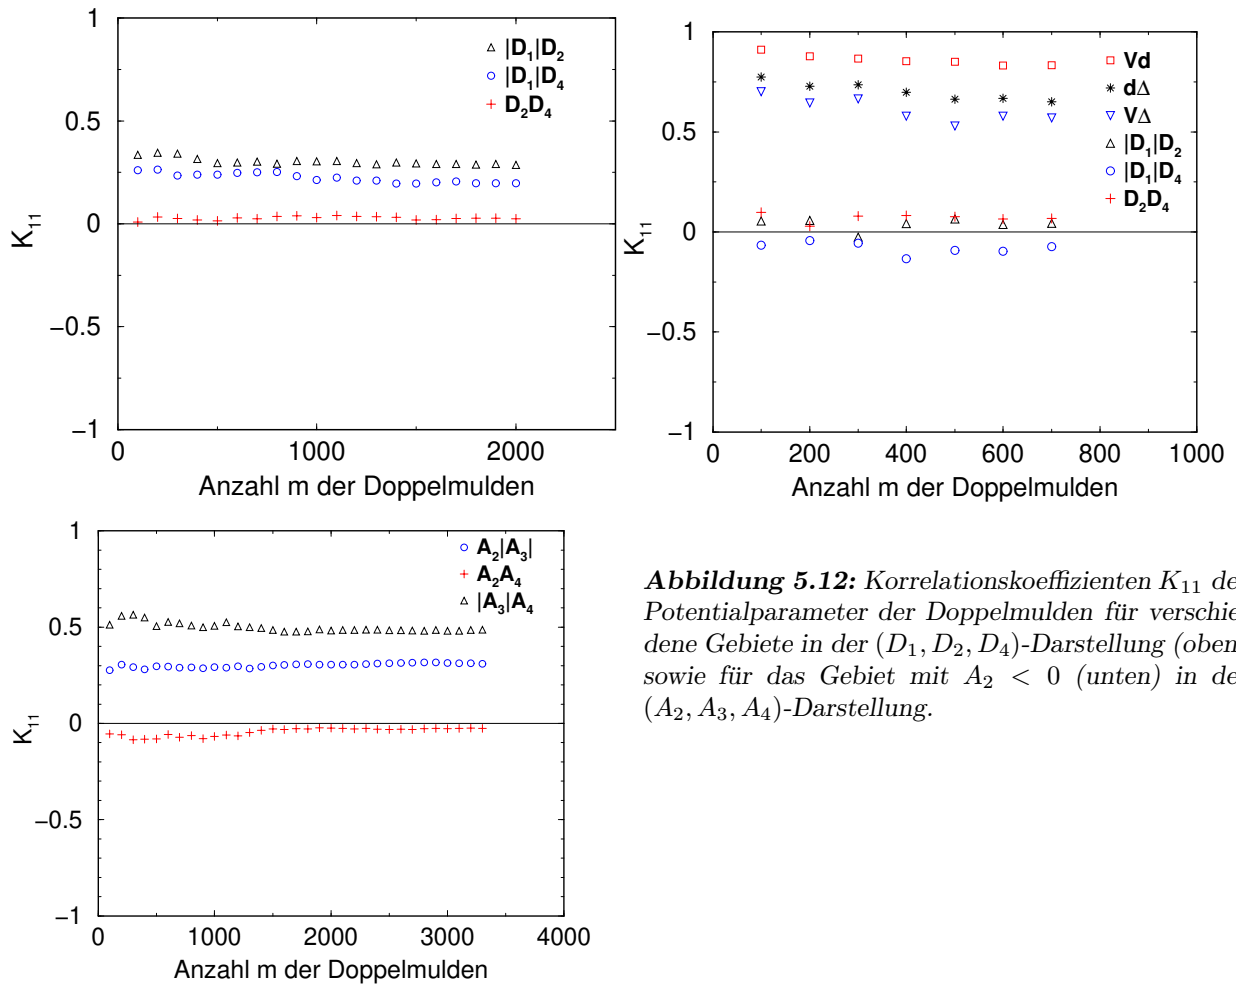 1
0.5
0
−0.5
−1
K11
|D1|D2
|D1|D4
D2D4
0
1000
2000
Anzahl m der Doppelmulden
1
0.5
0
−0.5
−1
K11
Vd
dΔ
VΔ
|D1|D2
|D1|D4
D2D4
0
200
400
600
800
1000
Anzahl m der Doppelmulden
1
0.5
0
−0.5
−1
K11
A2|A3|
A2A4
|A3|A4
0
1000
2000
3000
4000
Anzahl m der Doppelmulden
Abbildung 5.12: Korrelationskoeffizienten K11 de
Potentialparameter der Doppelmulden für verschie
dene Gebiete in der (D1, D2, D4)-Darstellung (oben
sowie für das Gebiet mit A2 < 0 (unten) in de
(A2, A3, A4)-Darstellung.